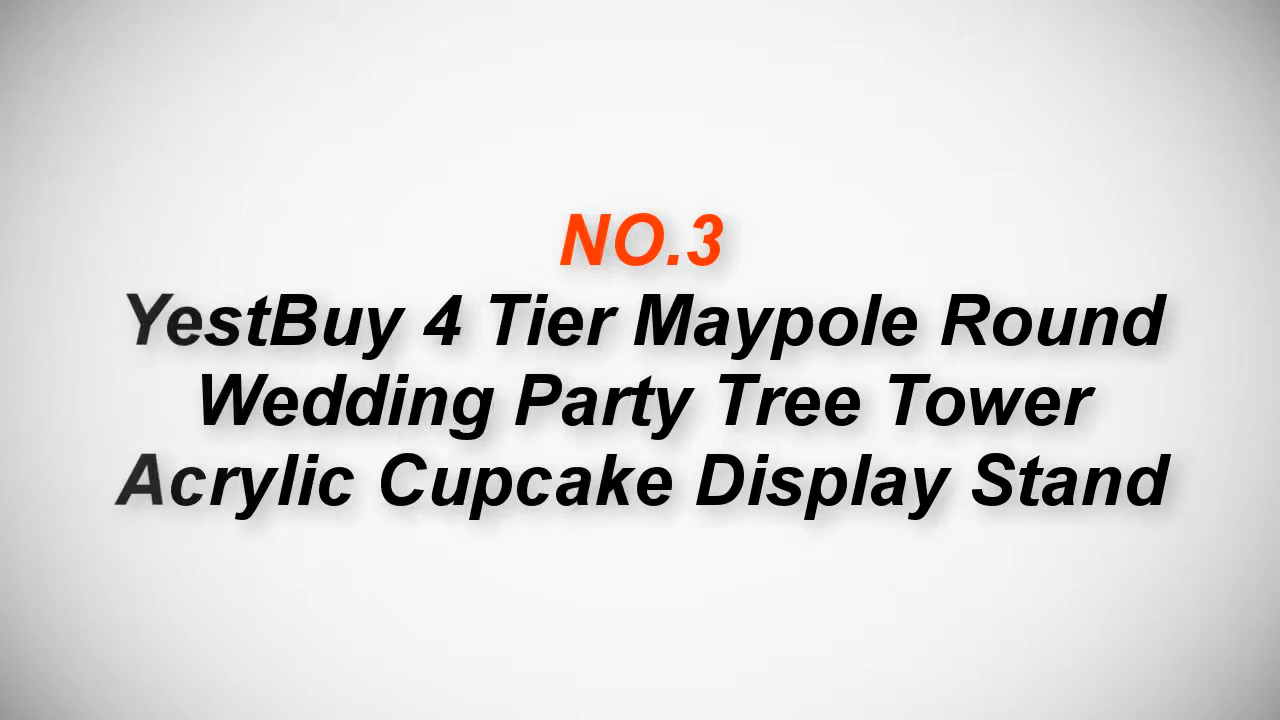 NO.3
YestBuy 4 Tier Maypole Round
Wedding Party Tree Tower
Acrylic Cupcake Display Stand